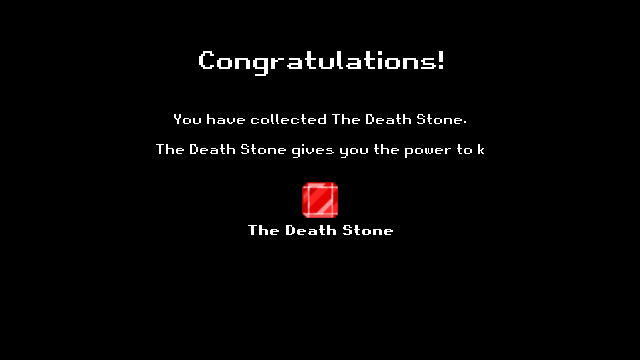 Congratulations!
You have collected The Death Stone.
The Death Stone gives you the power to k
The Death Stone